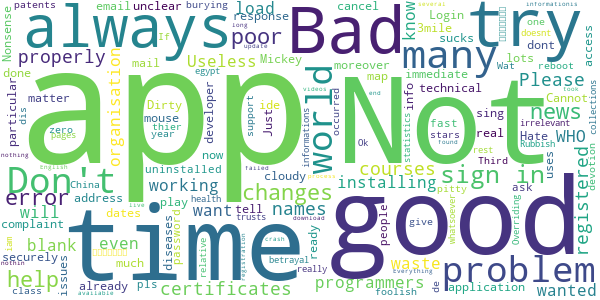 always
email
patents
burying
unclear
If
Nonsense
load
response
poor
Bad
cancel
many
know
try
Login
3mile
one
doesnt
informationis
several
sucks
dont
access
Please
lots
reboot
Wat
Cannot
news
WHO
Hate
irrelevant
Rubbish
uses
collections
properly
Useless
Mickey
moreover
map
immediate
mail
done
matter
particular
dis
zero
pages
organisation
Dirty
mouse
thier
year
ide
developer
support
Just
world
info
occurred
technical
informations
statistics
videos
and
app
Not
sing
real
fast
stars
found
Third
took
rest
Ok
Don't
period
English
nothing
China
uninstalled
now
egypt
error
will
address
working
installing
courses
sign in
registered
devotion
play
want
tell
names
cloudy
people
give
pitty
whatsoever
Overriding
ask
ready
trusts
failed
process
changes
time
good
problem
complaint
dates
live
diseases
health
password
blank
even
securely
issues
much
help
class
iam
nothin
de
already
available
pls
certificates
relative
registration
crash
betrayal
really
download
waste
programmers
foolish
application
wanted
Everything
long
update